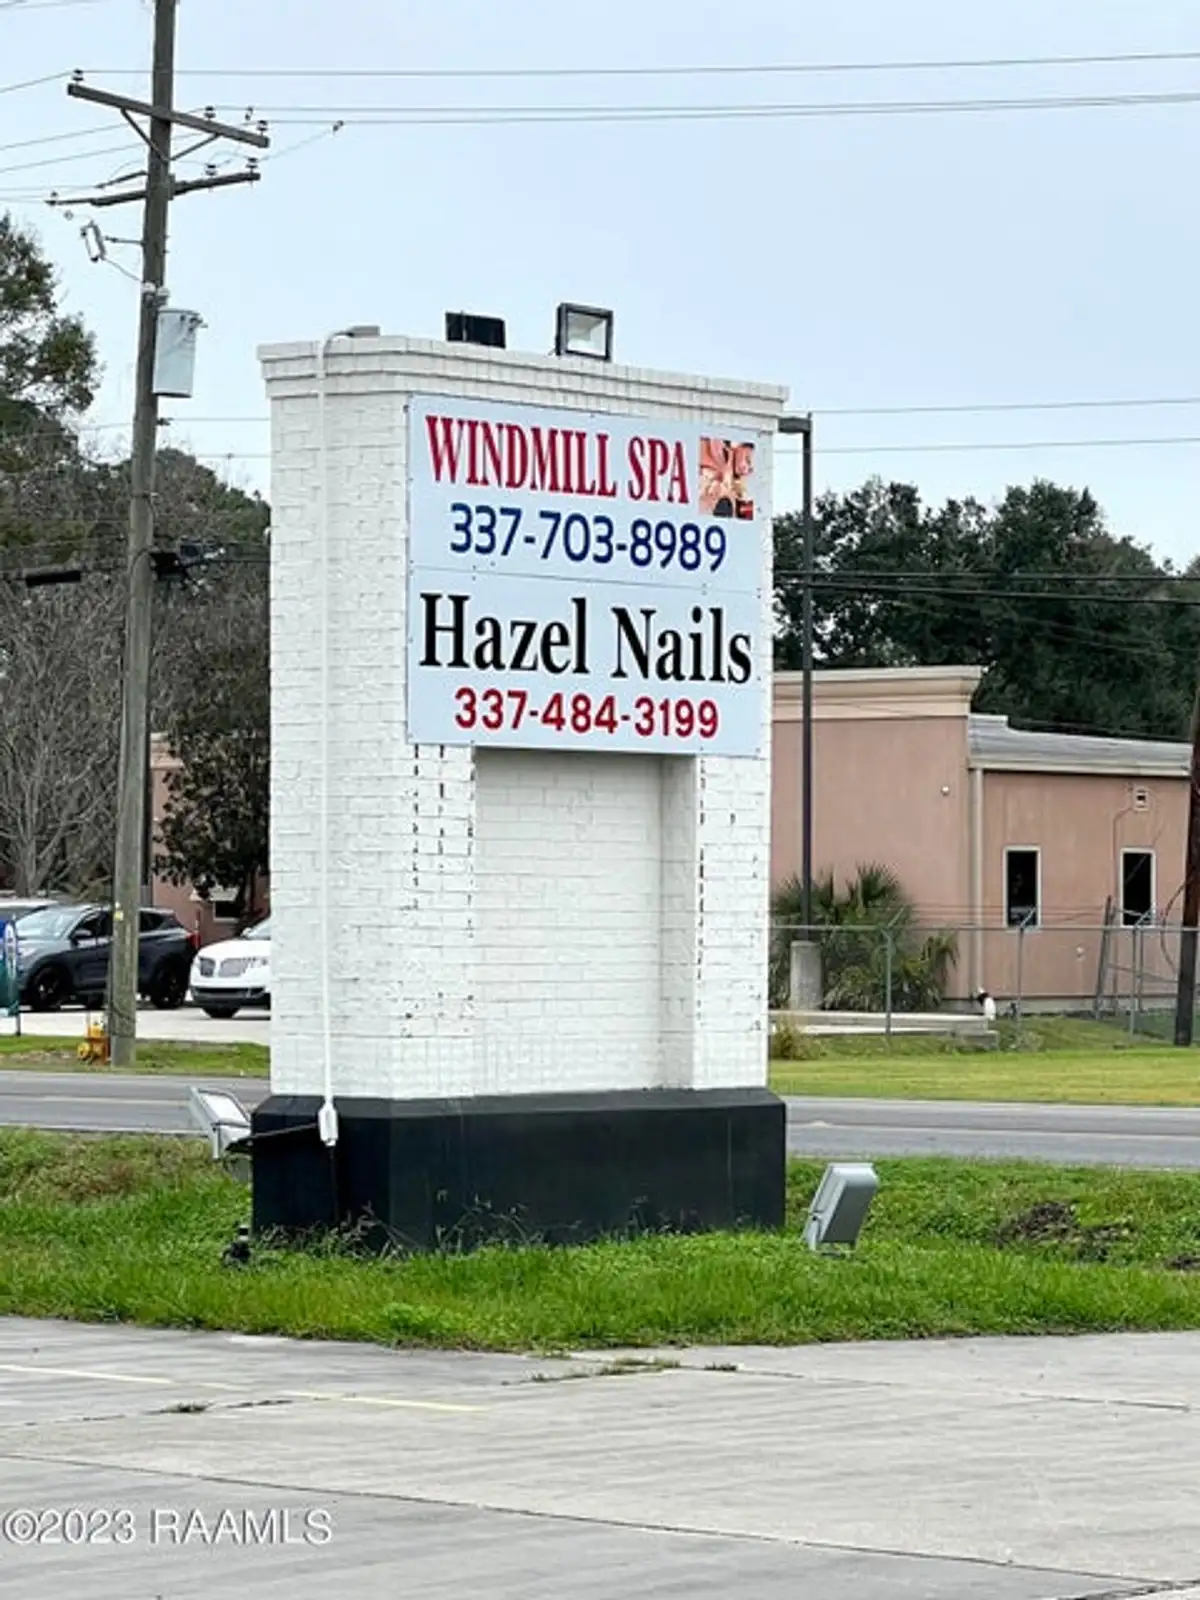 WINDMILL SPA
337-703-8989
Hazel Nails
337-484-3199
©2023 RAAMLS